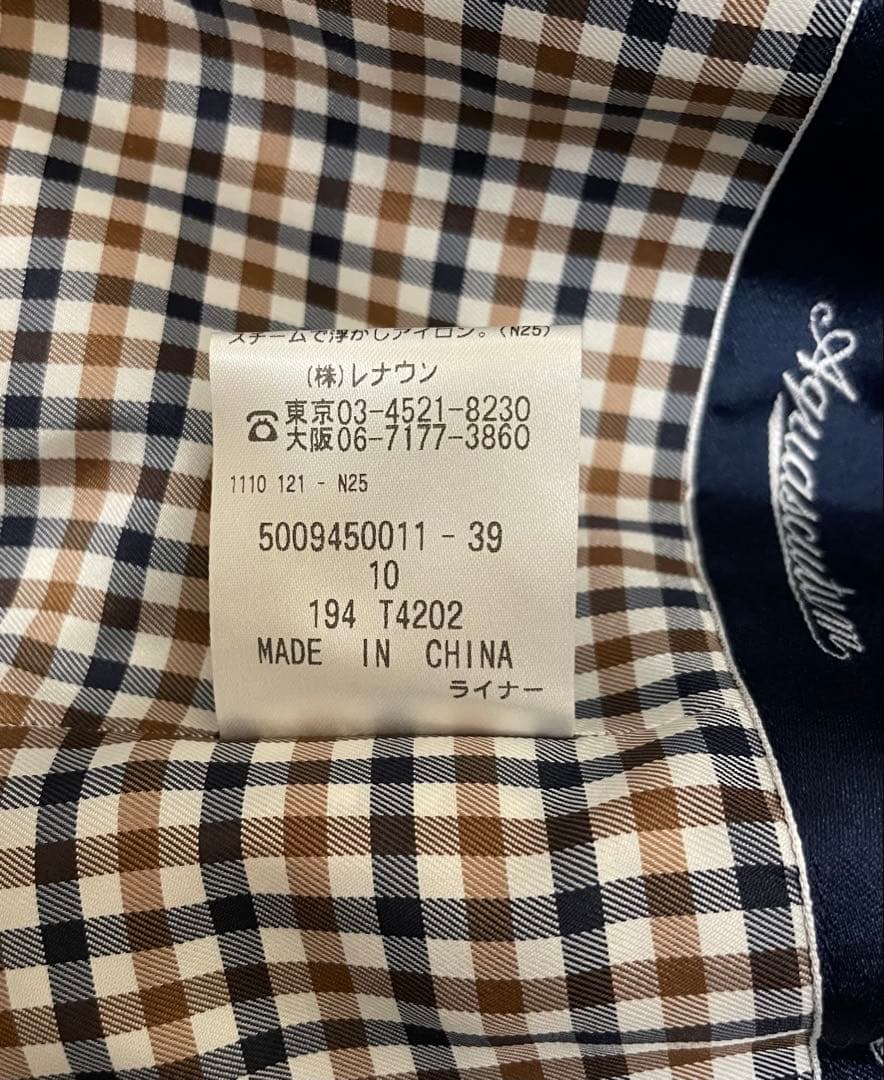 スチームで浮かしアイロン。(N25)
(株)レナウン
☎東京03-4521-8230
大阪06-7177-3860
1110 121 - N25
5009450011 - 39
10
194 T4202
MADE IN CHINA
ライナー
Aquascutum